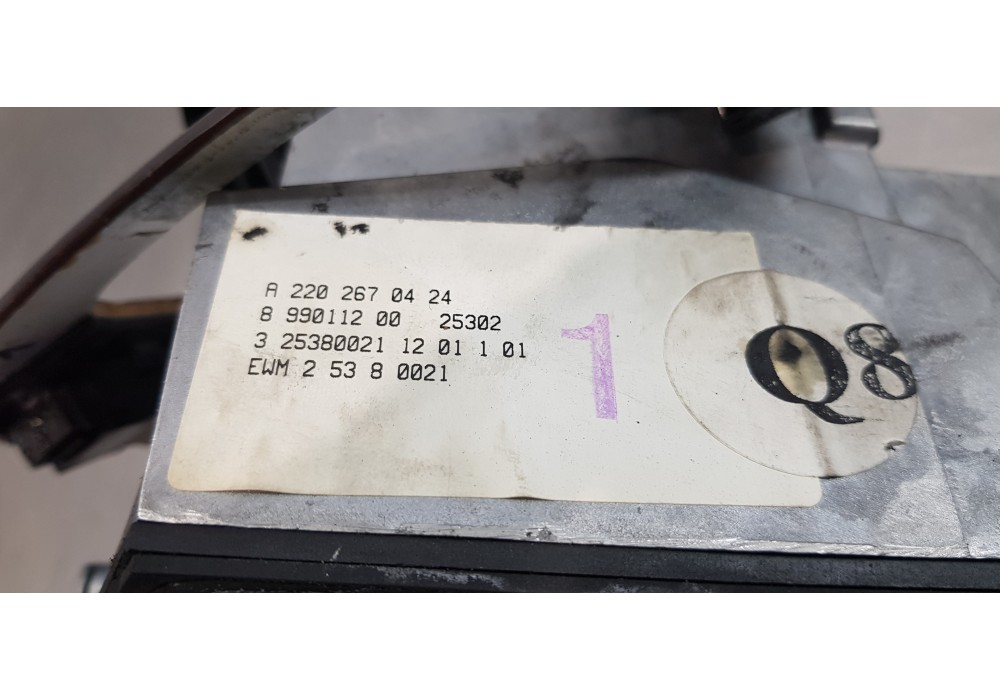 A 220 267 04 24
8 990112 00 25302
3 25380021 12 01 1 01
EWM 2 53 8 0021
1
Q8